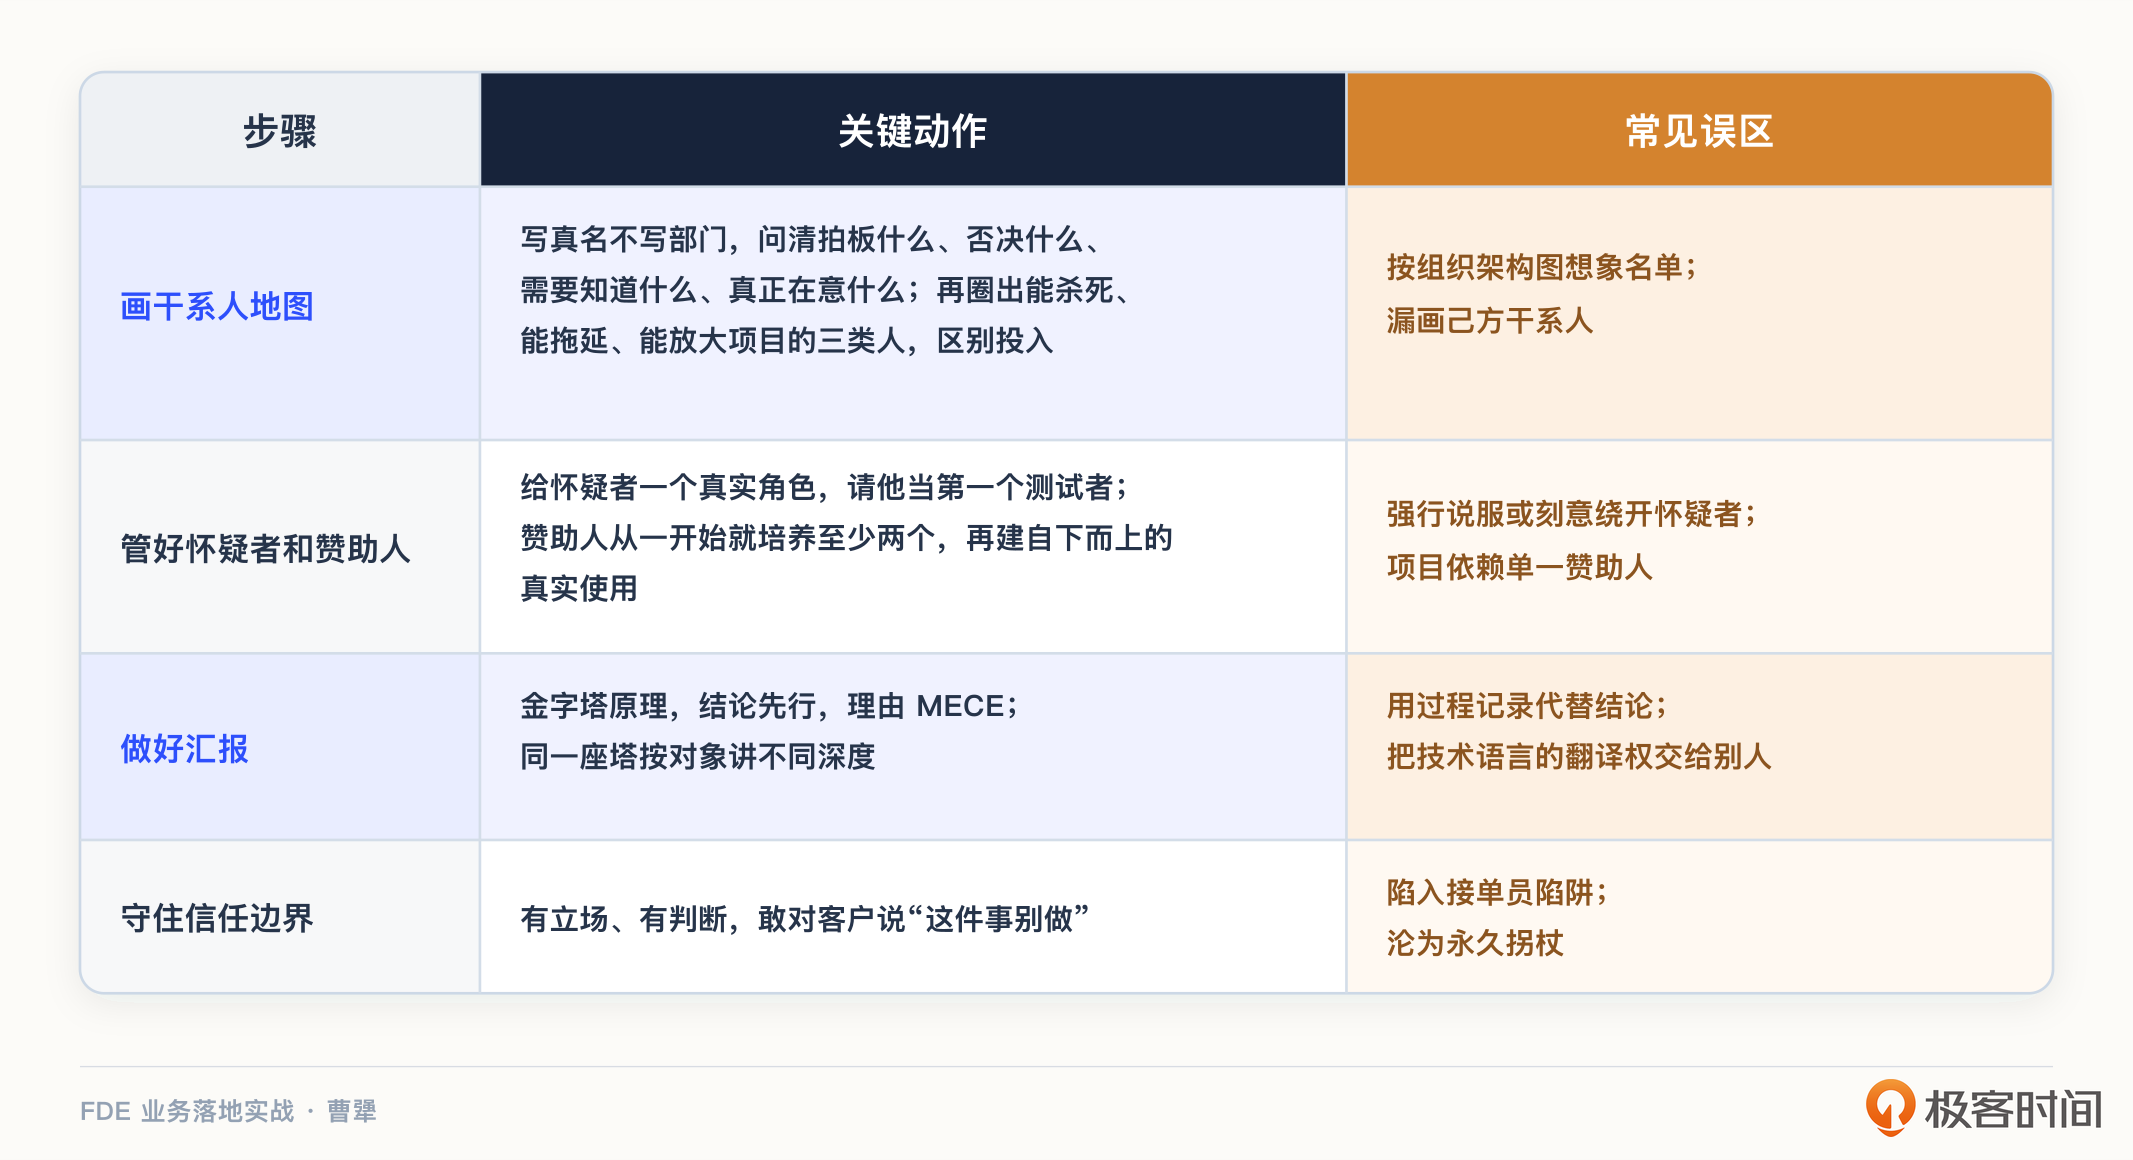 步骤
关键动作
常见误区
画干系人地图
写真名不写部门，问清拍板什么、否决什么、
需要知道什么、真正在意什么；再圈出能杀死、
能拖延、能放大项目的三类人，区别投入
按组织架构图想象名单；
漏画己方干系人
管好怀疑者和赞助人
给怀疑者一个真实角色，请他当第一个测试者；
赞助人从一开始就培养至少两个，再建自下而上的
真实使用
强行说服或刻意绕开怀疑者；
项目依赖单一赞助人
做好汇报
金字塔原理，结论先行，理由 MECE；
同一座塔按对象讲不同深度
用过程记录代替结论；
把技术语言的翻译权交给别人
守住信任边界
有立场、有判断，敢对客户说“这件事别做”
陷入接单员陷阱；
沦为永久拐杖
FDE 业务落地实战 · 曹犟
极客时间